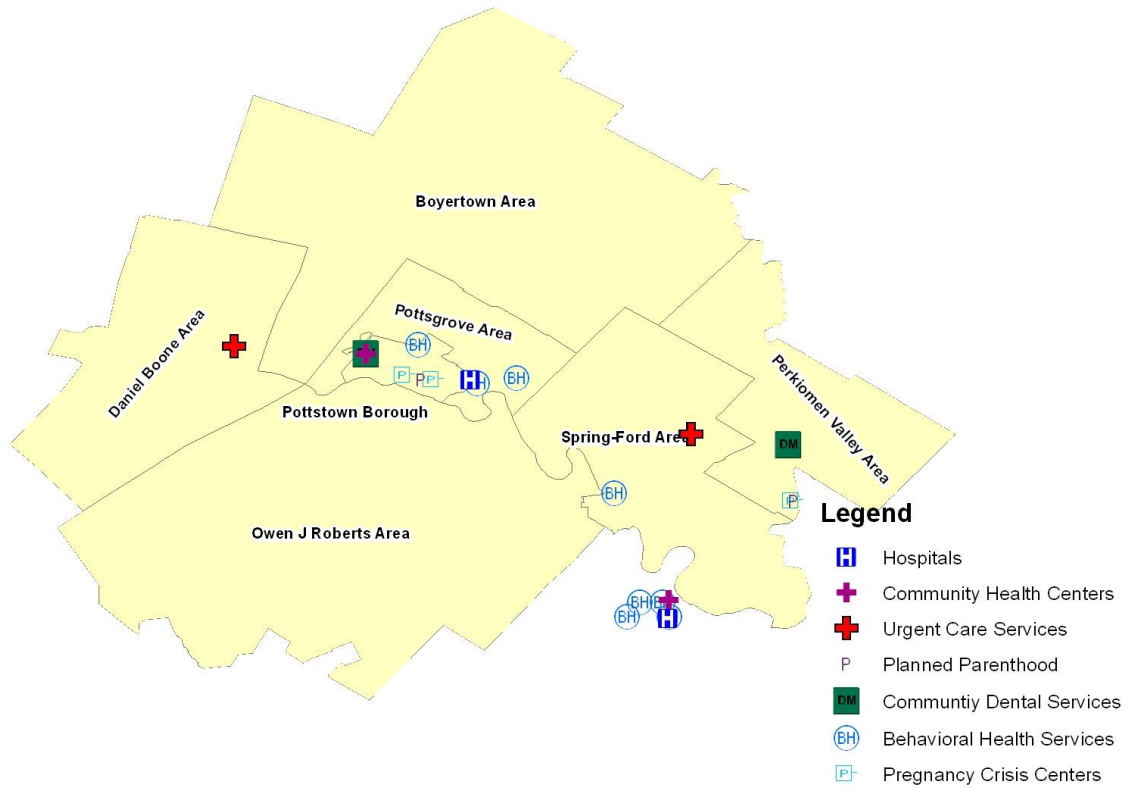 Boyertown Area
Pottsgrove Area
Daniel Boone Area
BH
P
P
P
H
BH
BH
Pottstown Borough
Perkiomen Valley Area
Spring-Ford Area
DM
BH
P
P
Owen J Roberts Area
BH
BH
BH
H
Legend
H Hospitals
Community Health Centers
Urgent Care Services
P Planned Parenthood
DM Communtiy Dental Services
BH Behavioral Health Services
P Pregnancy Crisis Centers